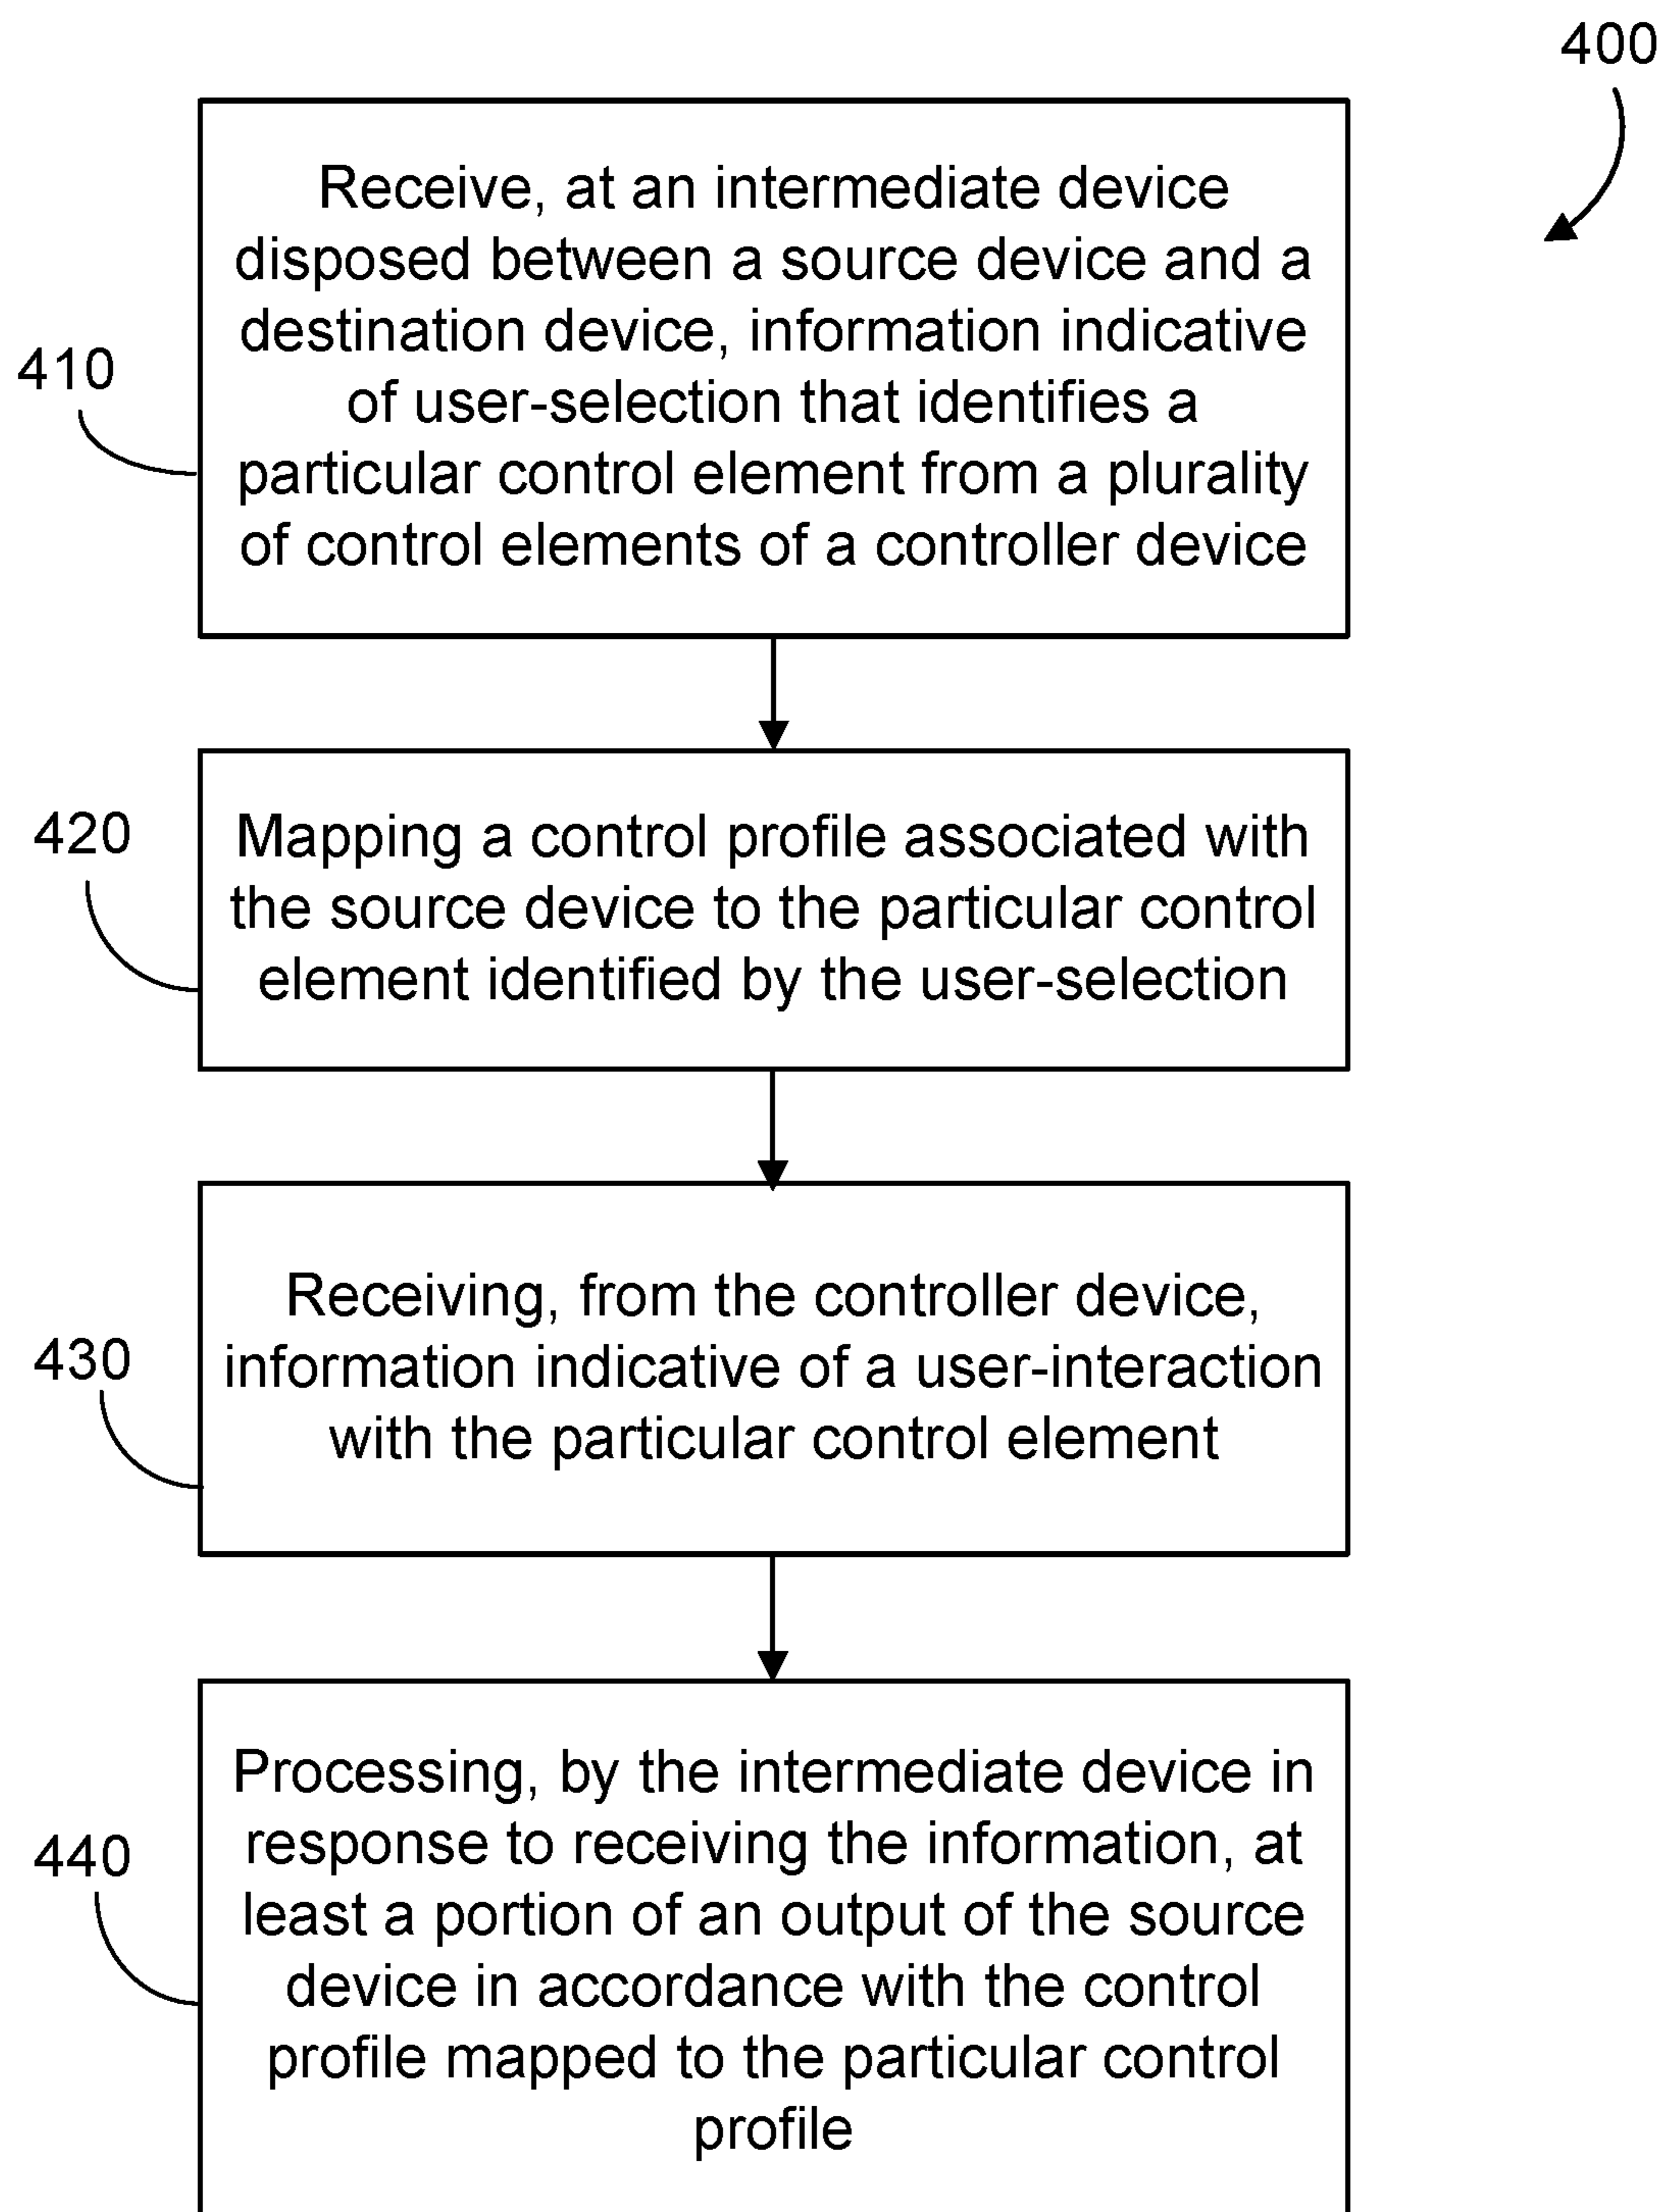 400
Receive, at an intermediate device
disposed between a source device and a
destination device, information indicative
of user-selection that identifies a
particular control element from a plurality
of control elements of a controller device
410
Mapping a control profile associated with
the source device to the particular control
element identified by the user-selection
420
Receiving, from the controller device,
information indicative of a user-interaction
with the particular control element
430
Processing, by the intermediate device in
response to receiving the information, at
least a portion of an output of the source
device in accordance with the control
profile mapped to the particular control
profile
440